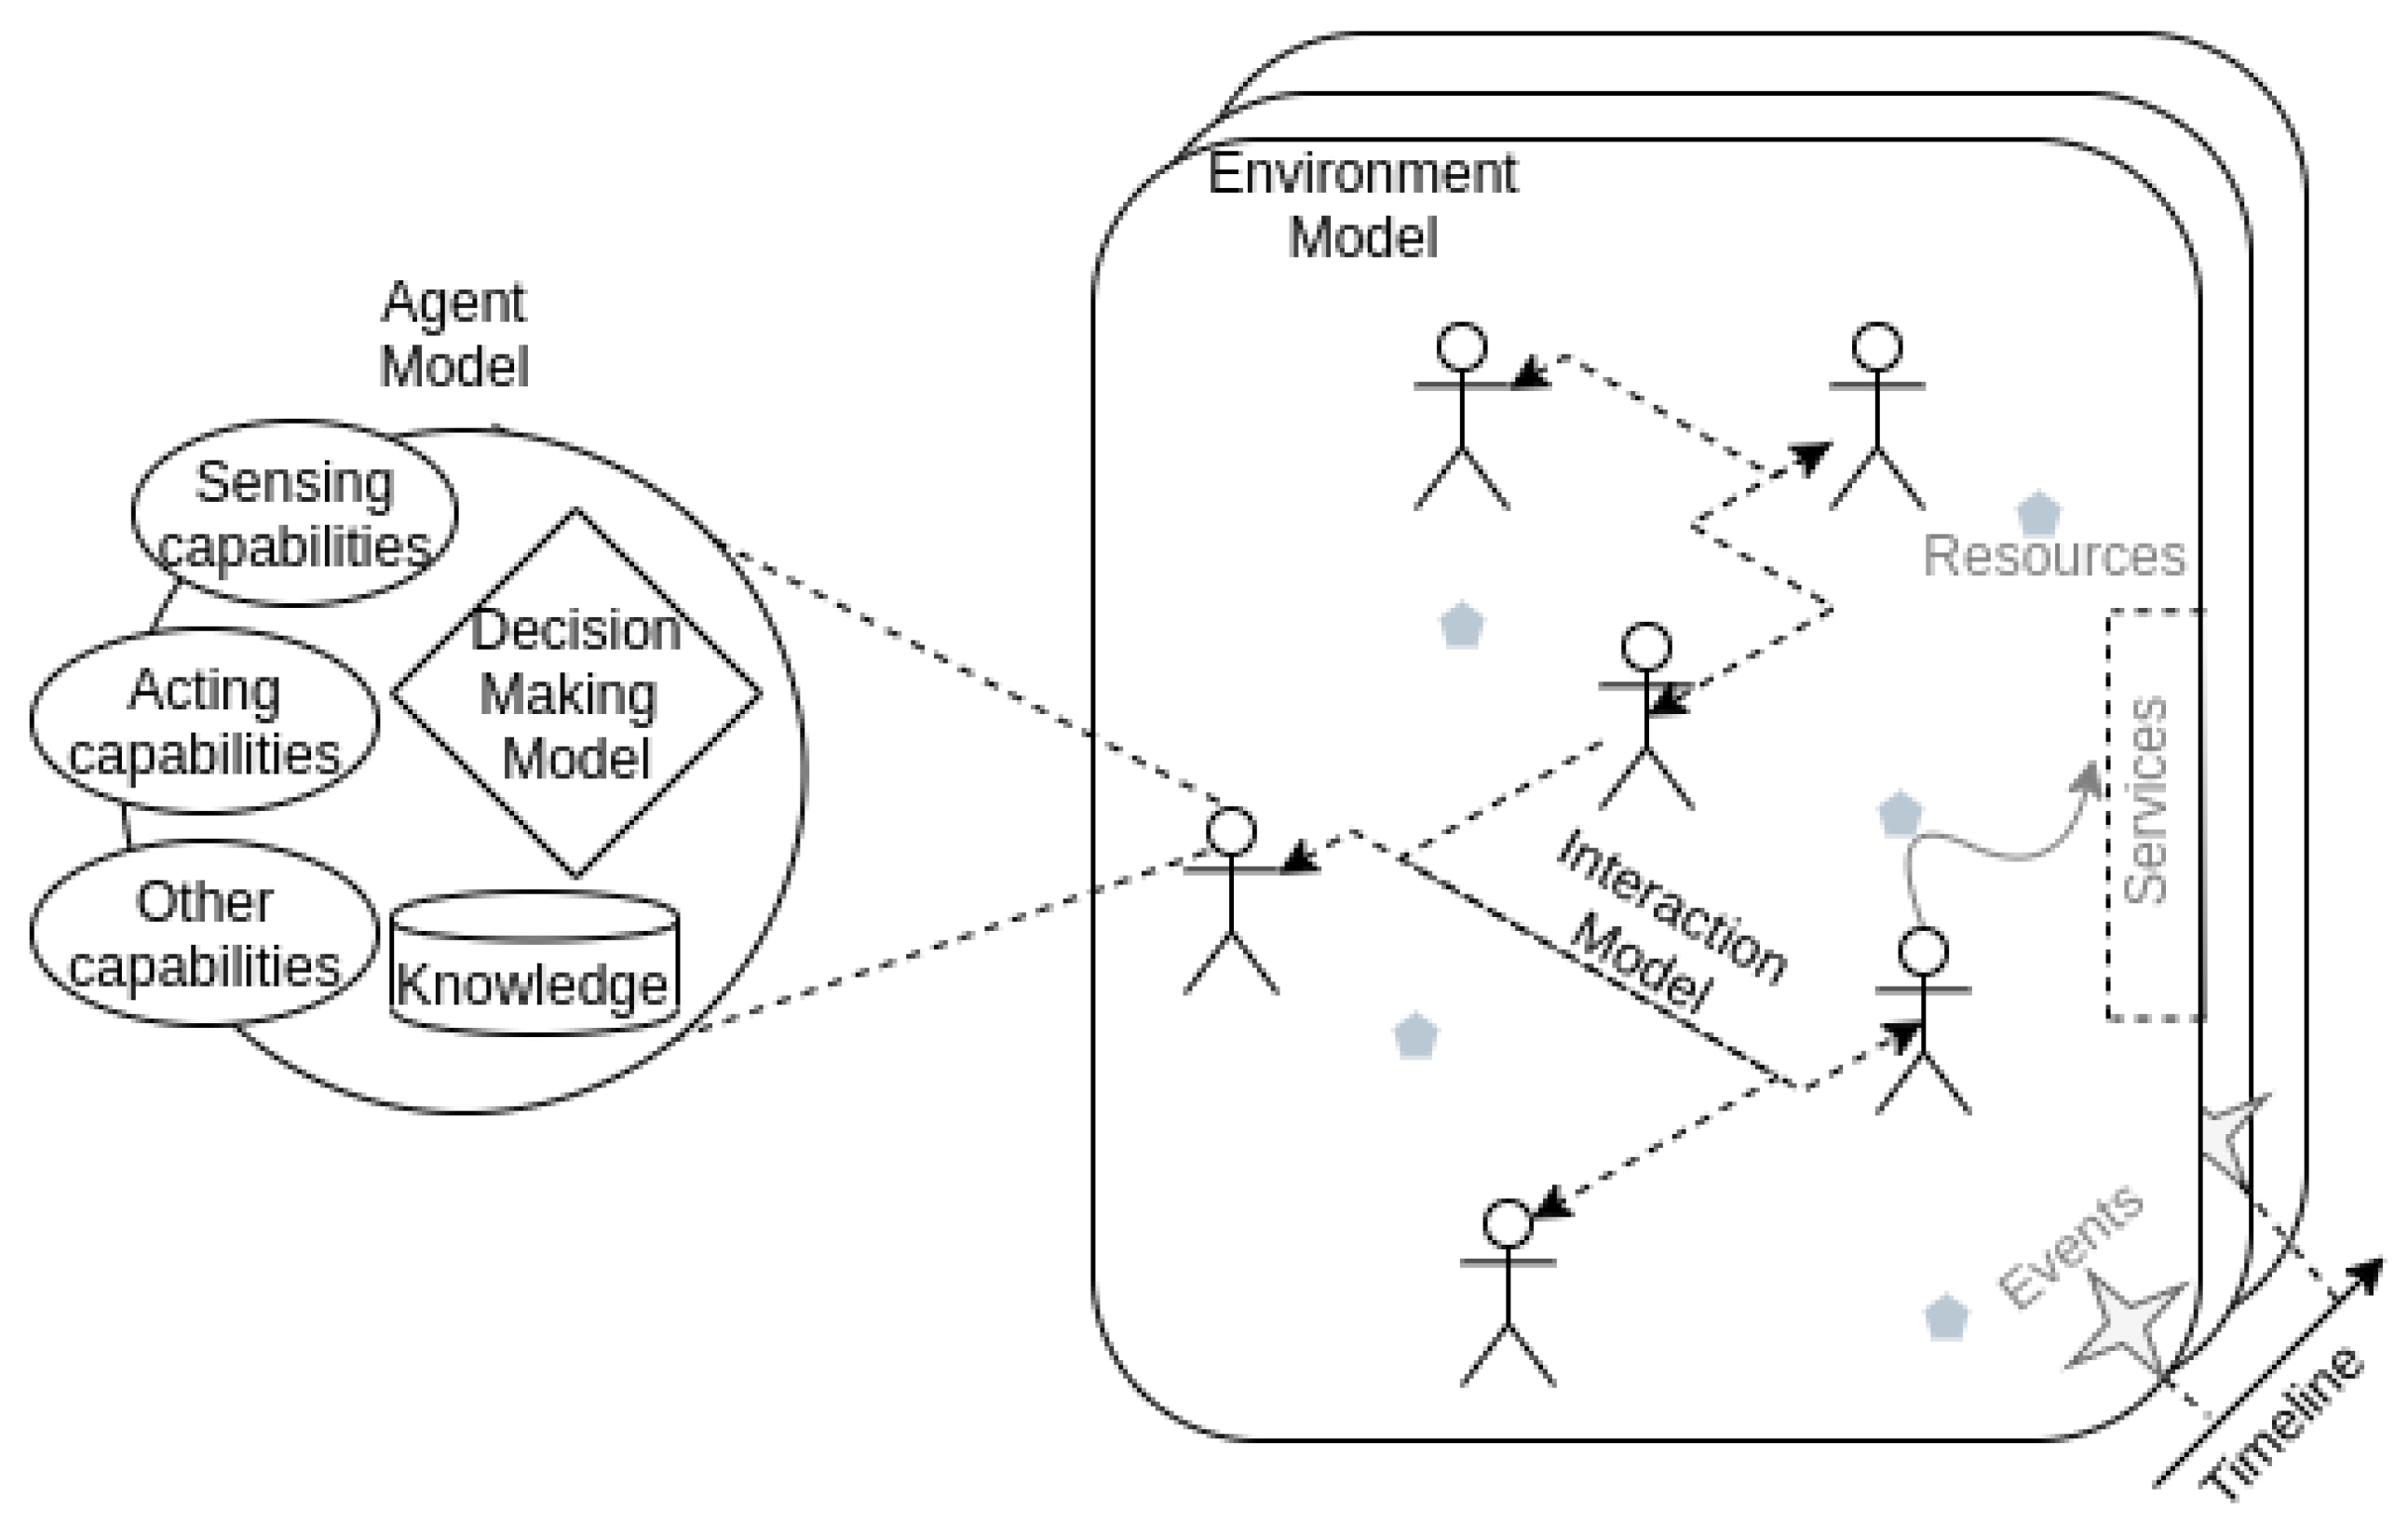 Environment
Model
Agent
Model
Sensing
capabilities
Decision
Making
Model
Acting
capabilities
Other
capabilities
Knowledge
Resources
Services
Interaction
Model
Events
Timeline